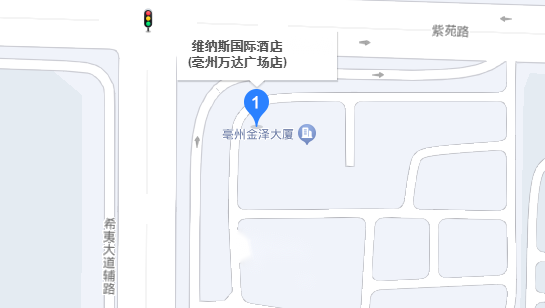 紫苑路
维纳斯国际酒店
(亳州万达广场店)
1
亳州金泽大厦
希夷大道辅路